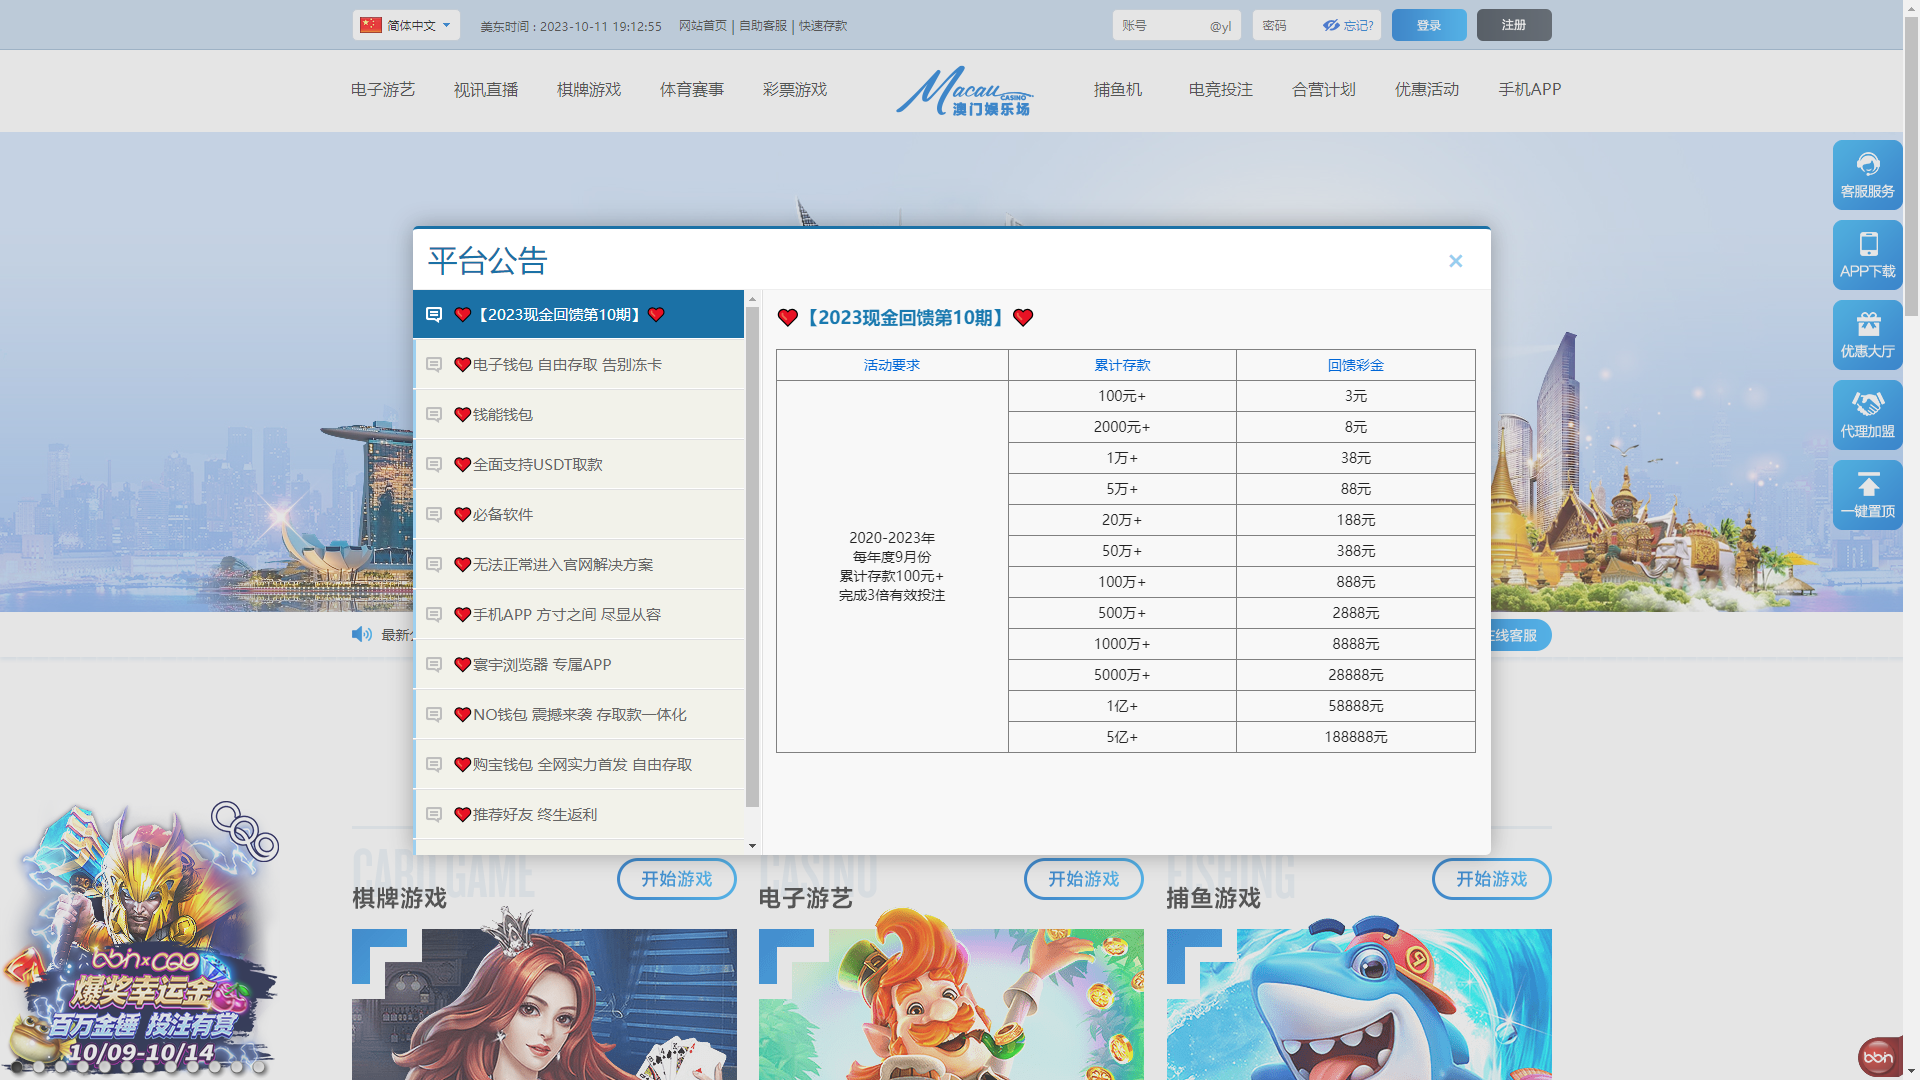 简体中文
美东时间 : 2023-10-11 19:12:55
网站首页 | 自助客服 | 快速存款
账号
@yl
密码
忘记?
登录
注册
电子游艺
视讯直播
棋牌游戏
体育赛事
彩票游戏
Macau
CASINO
澳门娱乐场
捕鱼机
电竞投注
合营计划
优惠活动
手机APP
客服服务
APP下载
优惠大厅
代理加盟
一键置顶
平台公告
×
【2023现金回馈第10期】
电子钱包 自由存取 告别冻卡
钱能钱包
全面支持USDT取款
必备软件
无法正常进入官网解决方案
手机APP 方寸之间 尽显从容
寰宇浏览器 专属APP
NO钱包 震撼来袭 存取款一体化
购宝钱包 全网实力首发 自由存取
推荐好友 终生返利
【2023现金回馈第10期】
活动要求 累计存款 回馈彩金
2020-2023年
每年度9月份
累计存款100元+
完成3倍有效投注
100元+ 3元
2000元+ 8元
1万+ 38元
5万+ 88元
20万+ 188元
50万+ 388元
100万+ 888元
500万+ 2888元
1000万+ 8888元
5000万+ 28888元
1亿+ 58888元
5亿+ 188888元
最新
在线客服
CARD GAME
棋牌游戏
开始游戏
CASINO
电子游艺
开始游戏
FISHING
捕鱼游戏
开始游戏
bbin×CQ9
爆奖幸运金
百万金锤 投注有赏
10/09-10/14
bbin